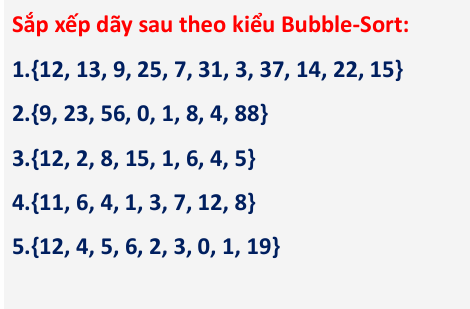 Sắp xếp dãy sau theo kiểu Bubble-Sort:
1.{12, 13, 9, 25, 7, 31, 3, 37, 14, 22, 15}
2.{9, 23, 56, 0, 1, 8, 4, 88}
3.{12, 2, 8, 15, 1, 6, 4, 5}
4.{11, 6, 4, 1, 3, 7, 12, 8}
5.{12, 4, 5, 6, 2, 3, 0, 1, 19}